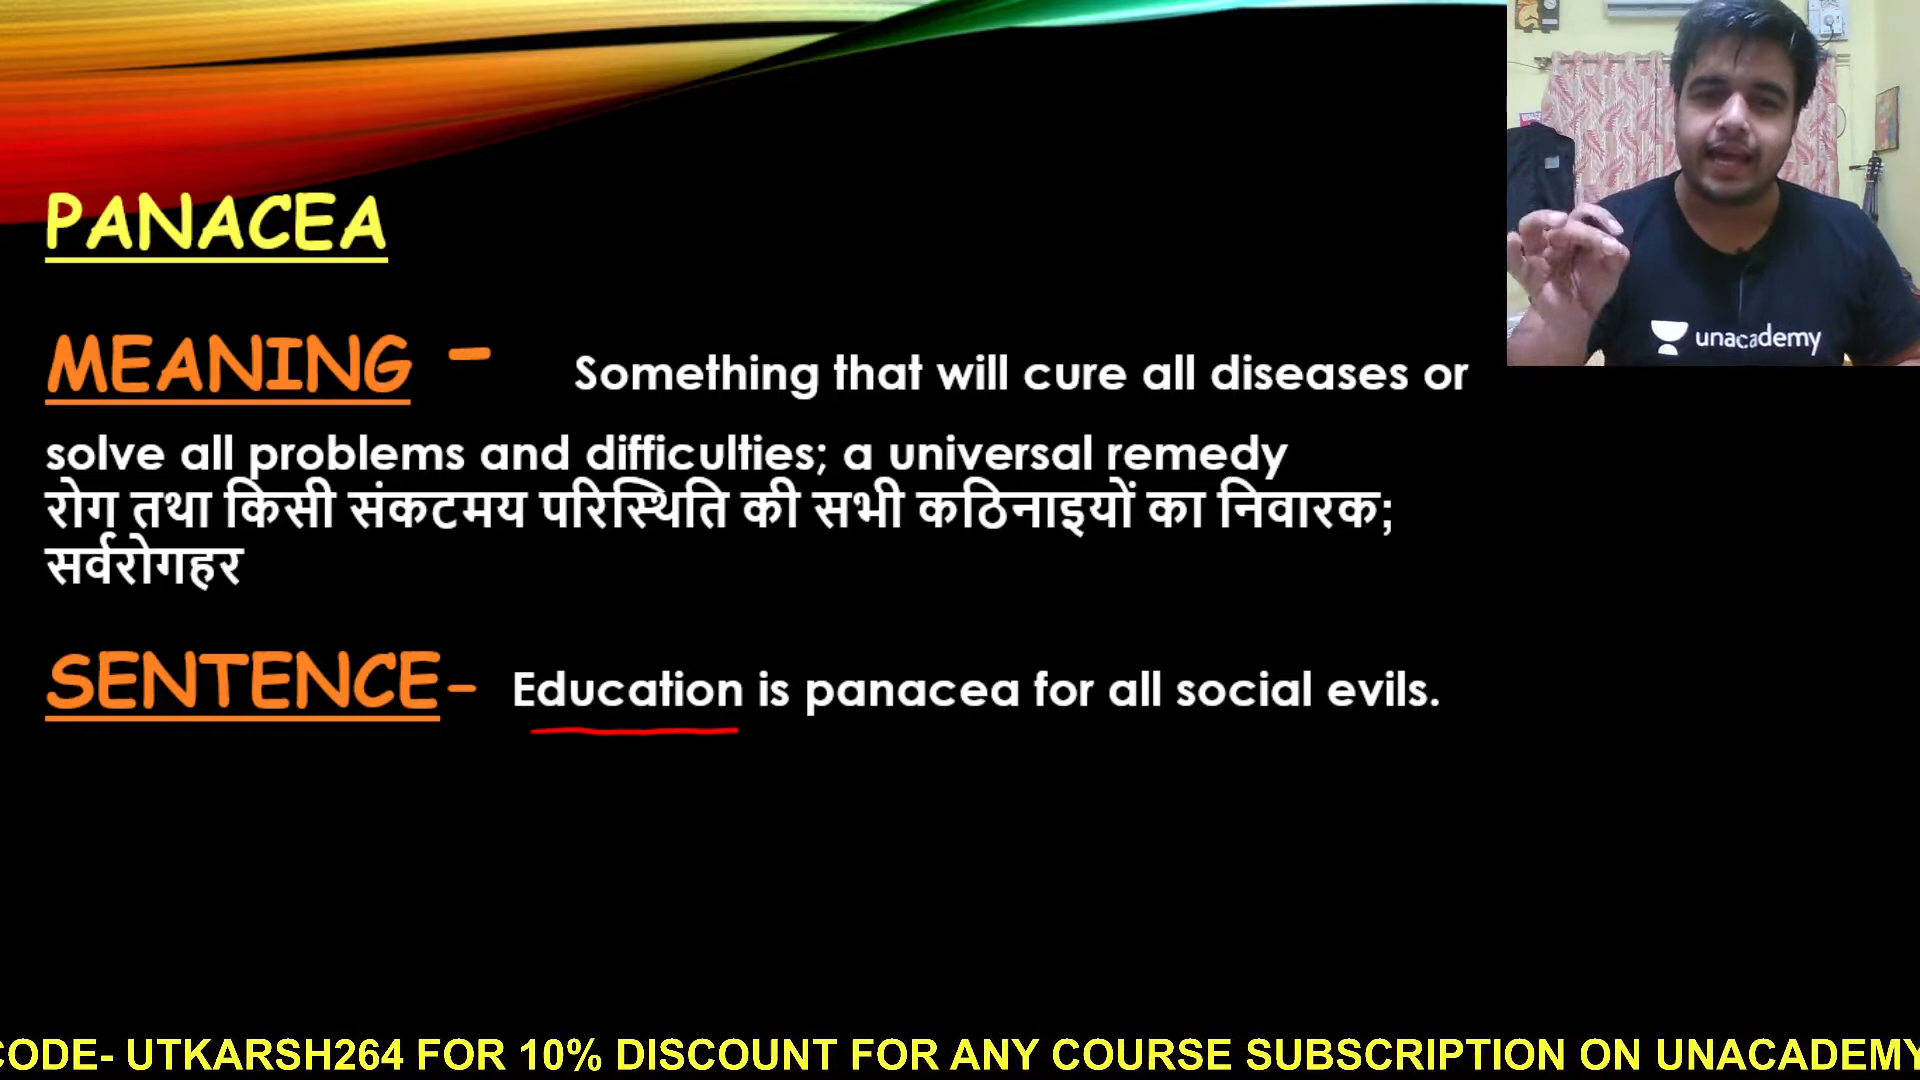 PANACEA
MEANING - Something that will cure all diseases or
solve all problems and difficulties; a universal remedy
रोग तथा किसी संकटमय परिस्थिति की सभी कठिनाइयों का निवारक;
सर्वरोगहर
SENTENCE- Education is panacea for all social evils.
unacademy
CODE- UTKARSH264 FOR 10% DISCOUNT FOR ANY COURSE SUBSCRIPTION ON UNACADEMY